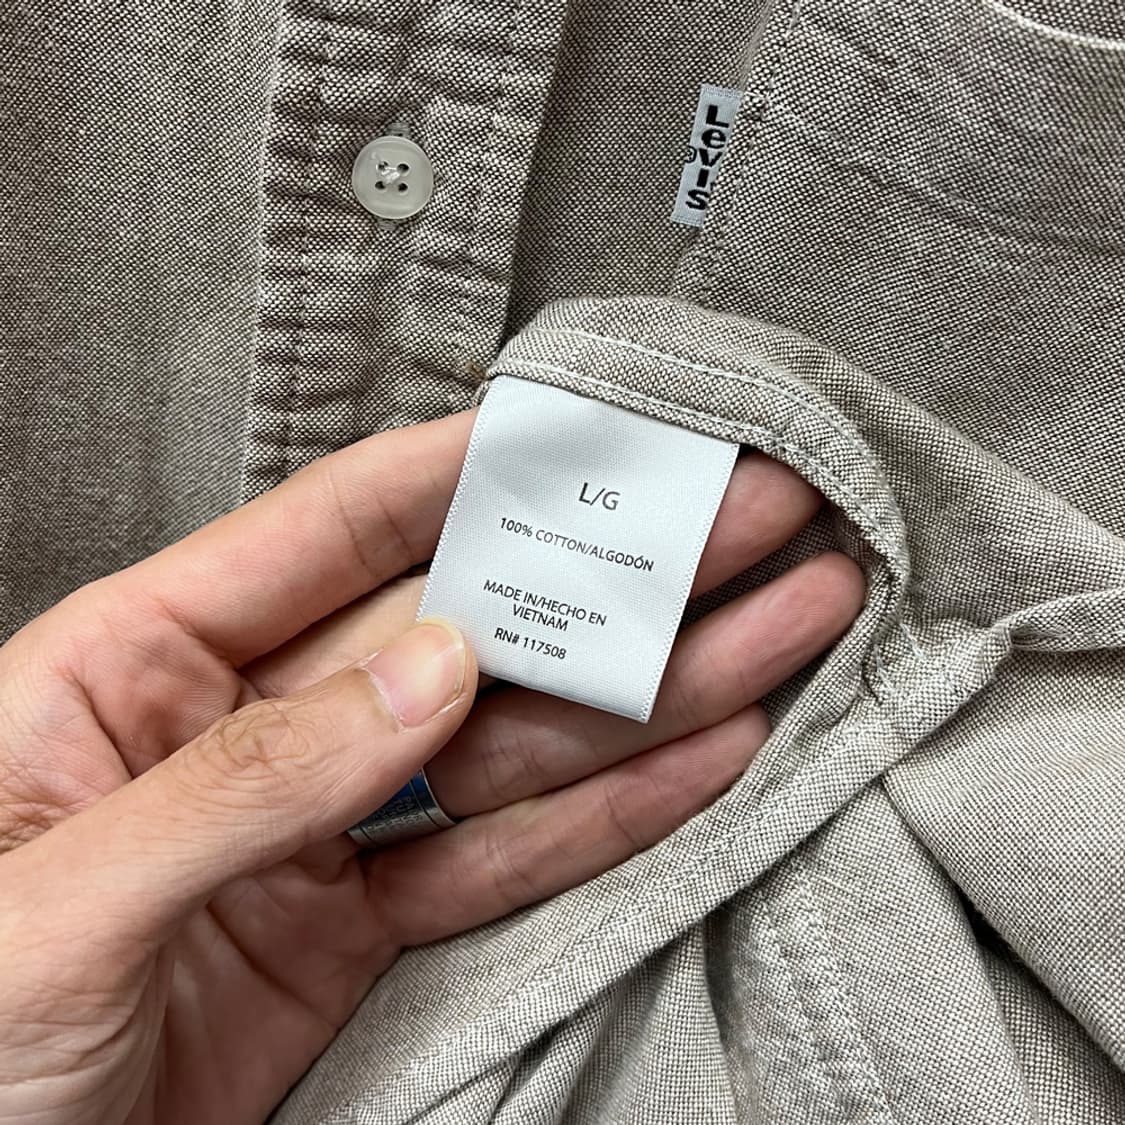 Levi's
®
L/G
100% COTTON/ALGODÓN
MADE IN/HECHO EN
VIETNAM
RN# 117508